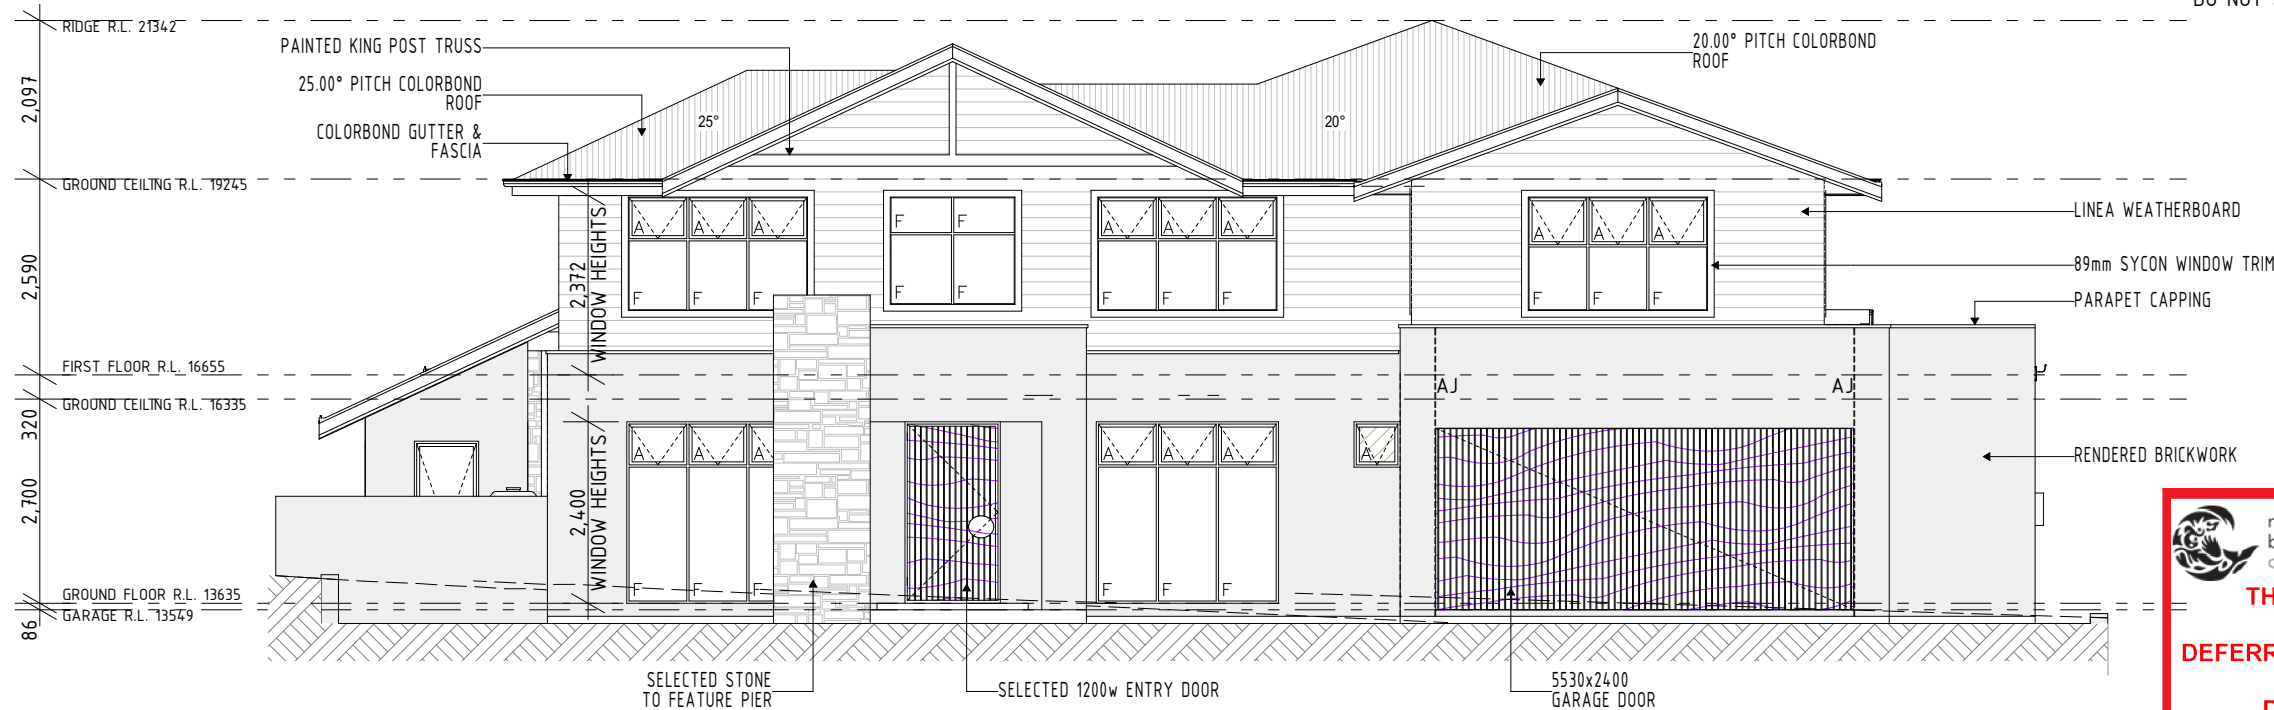 RIDGE R.L. 21342
2,097
GROUND CEILING R.L. 19245
2,590
FIRST FLOOR R.L. 16655
320
GROUND CEILING R.L. 16335
2,700
GROUND FLOOR R.L. 13635
GARAGE R.L. 13549
86
PAINTED KING POST TRUSS
25.00° PITCH COLORBOND
ROOF
COLORBOND GUTTER &
FASCIA
25°
20°
20.00° PITCH COLORBOND
ROOF
LINEA WEATHERBOARD
89mm SYCON WINDOW TRIM
PARAPET CAPPING
RENDERED BRICKWORK
2,372
WINDOW HEIGHTS
A A A
F F F
F F
F F
A A A
F F F
A A A
F F F
2,400
WINDOW HEIGHTS
A A A
F F F
A A A
F F F
A
AJ
AJ
SELECTED STONE
TO FEATURE PIER
SELECTED 1200w ENTRY DOOR
5530x2400
GARAGE DOOR
TH
DEFERR